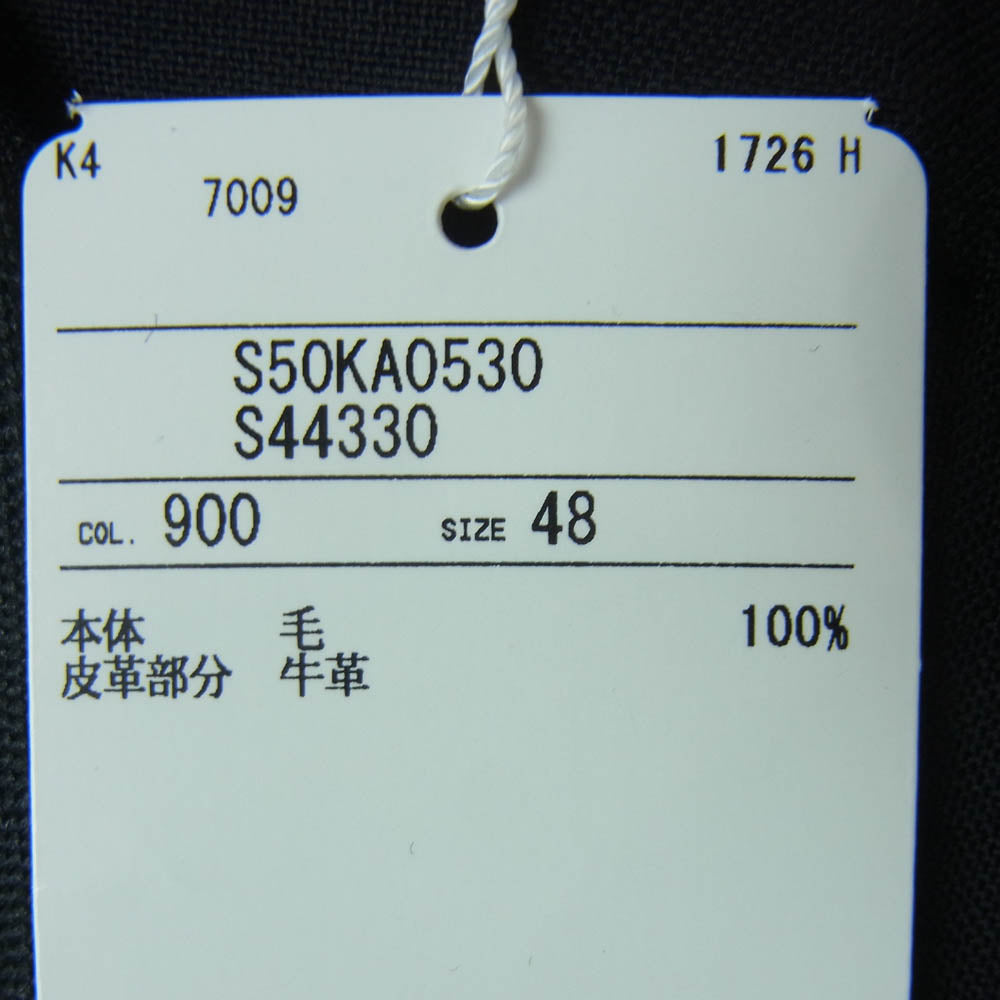 K4 1726 H
7009
S50KA0530
S44330
COL. 900 SIZE 48
本体 毛 100%
皮革部分 牛革